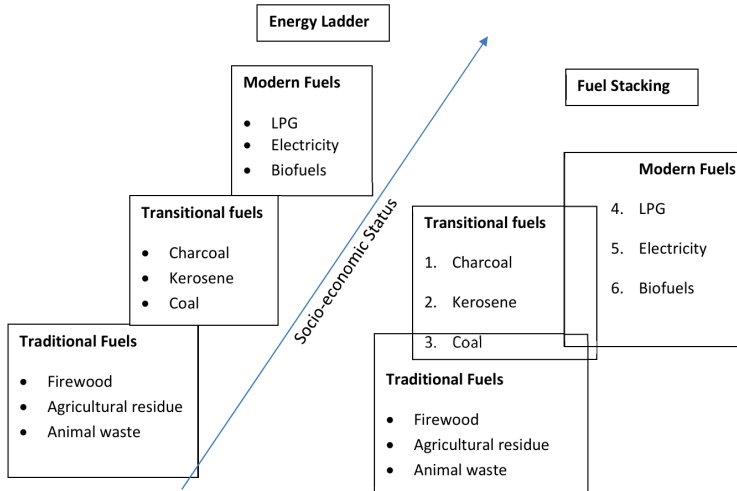 Energy Ladder
Modern Fuels
• LPG
• Electricity
• Biofuels
Transitional fuels
• Charcoal
• Kerosene
• Coal
Traditional Fuels
• Firewood
• Agricultural residue
• Animal waste
Socio-economic Status
Fuel Stacking
Modern Fuels
4. LPG
5. Electricity
6. Biofuels
Transitional fuels
1. Charcoal
2. Kerosene
3. Coal
Traditional Fuels
• Firewood
• Agricultural residue
• Animal waste